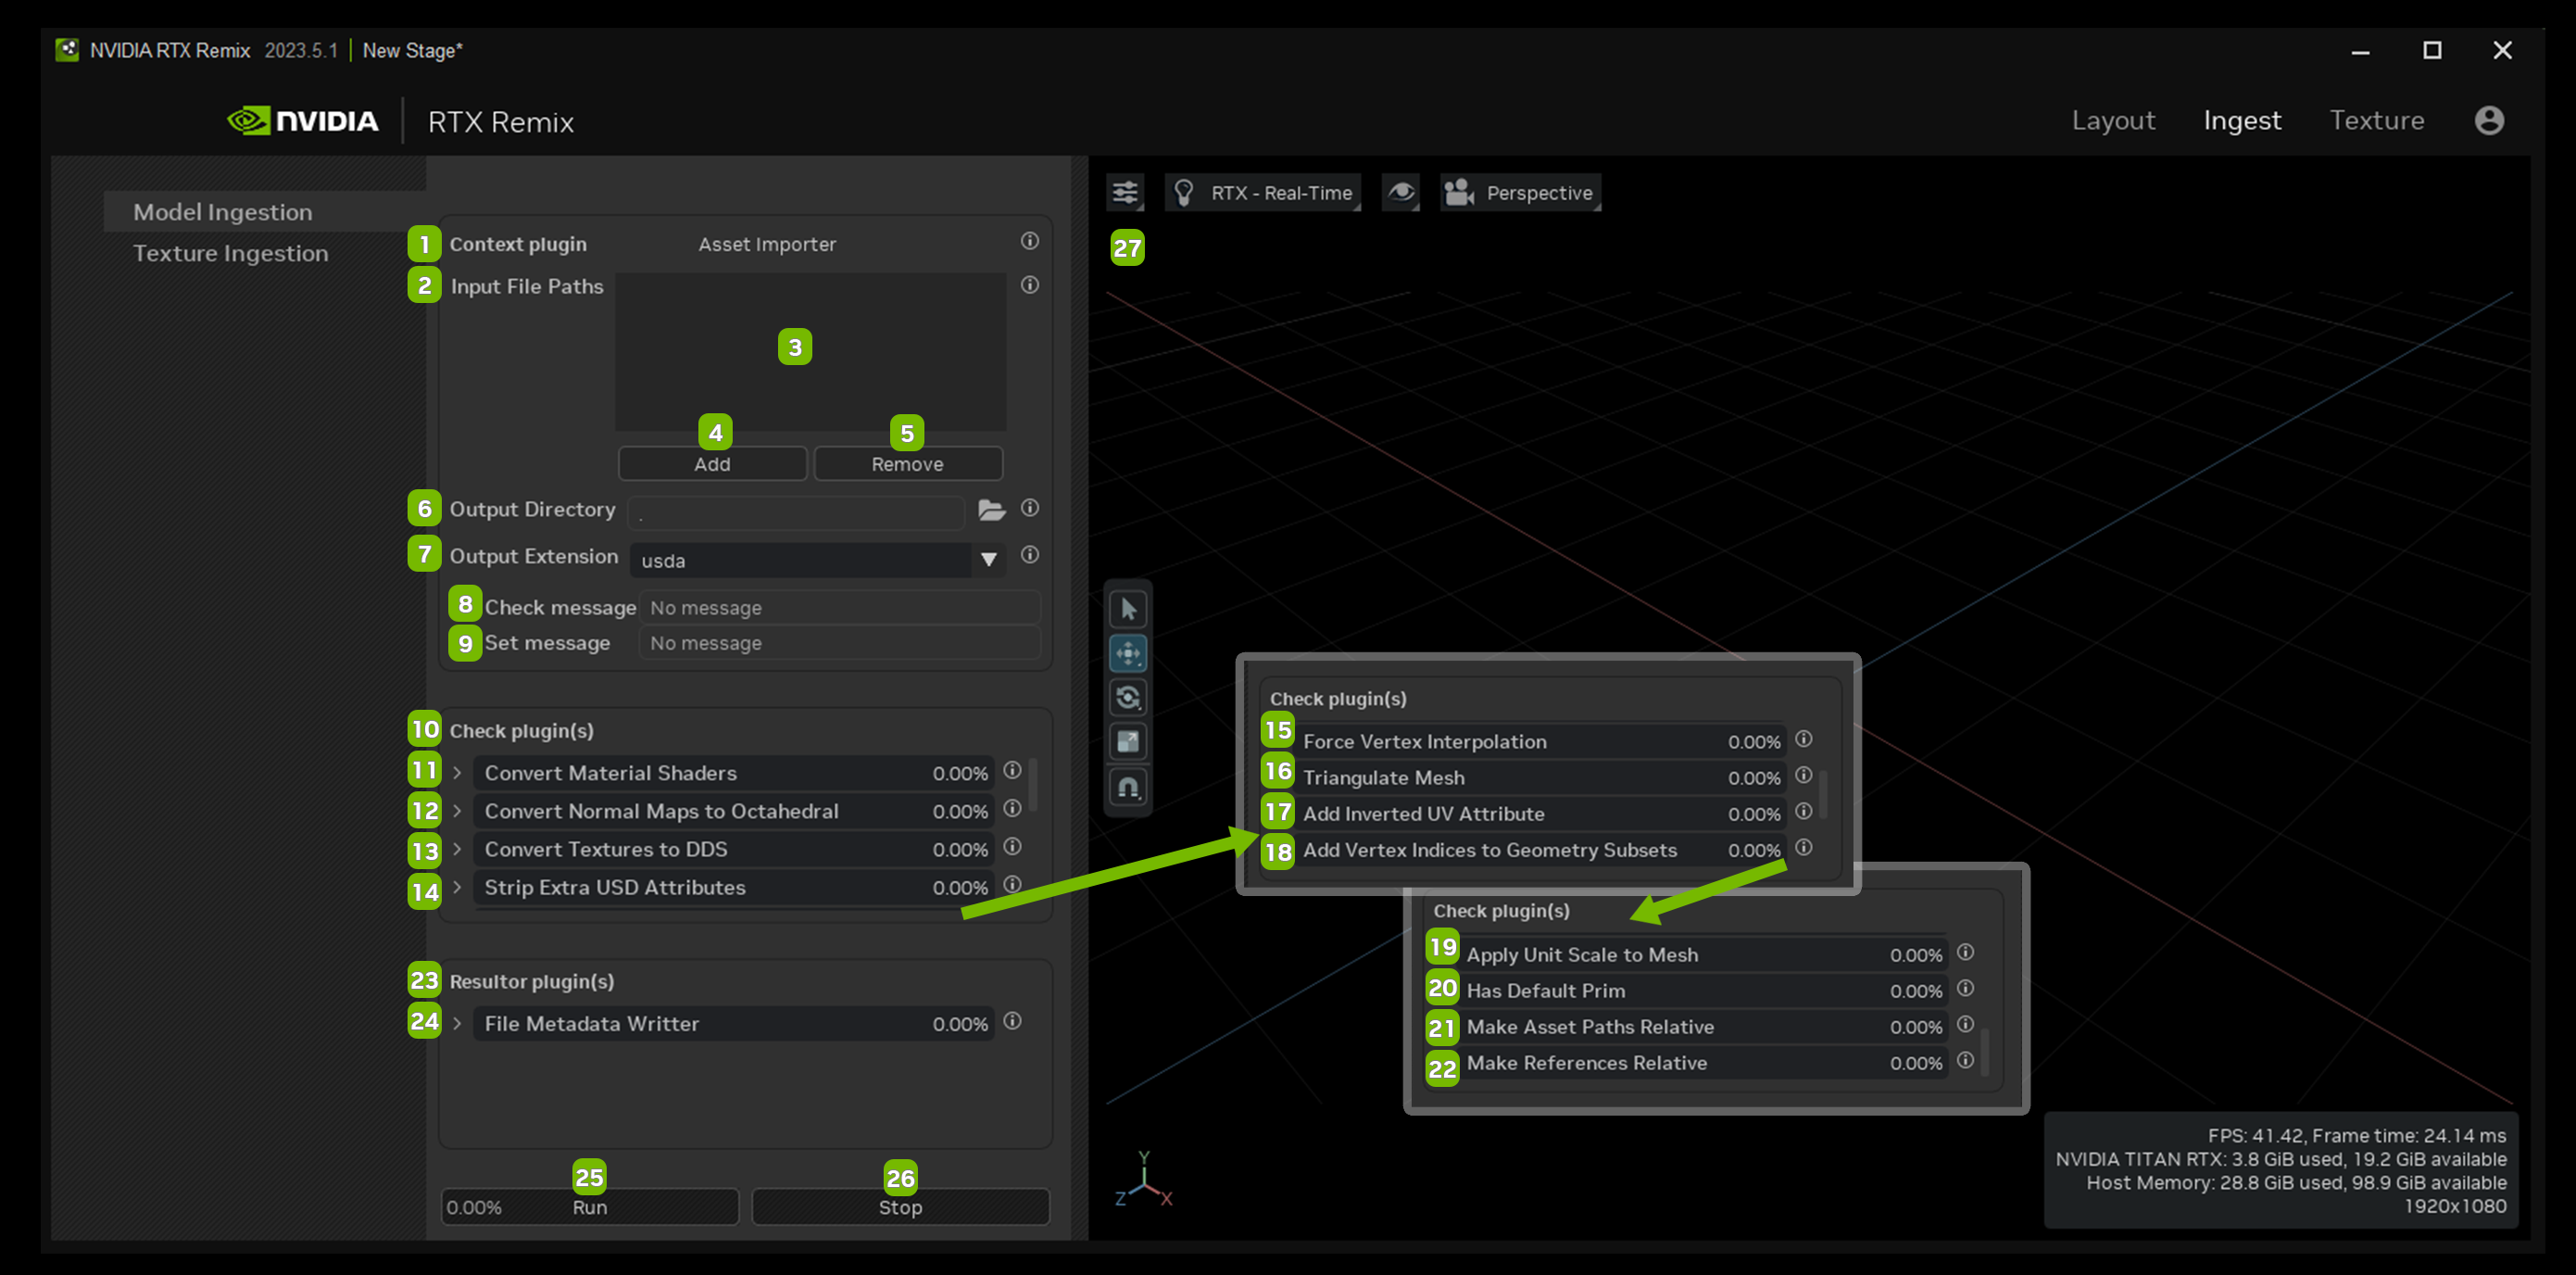 NVIDIA RTX Remix 2023.5.1 | New Stage*
NVIDIA | RTX Remix
Layout Ingest Texture
Model Ingestion
Texture Ingestion
1 Context plugin Asset Importer
2 Input File Paths
3
4 5
Add Remove
6 Output Directory .
7 Output Extension usda
8 Check message No message
9 Set message No message
10 Check plugin(s)
11 Convert Material Shaders 0.00%
12 Convert Normal Maps to Octahedral 0.00%
13 Convert Textures to DDS 0.00%
14 Strip Extra USD Attributes 0.00%
23 Resultor plugin(s)
24 File Metadata Writter 0.00%
25 26
0.00% Run Stop
RTX - Real-Time Perspective
27
Check plugin(s)
15 Force Vertex Interpolation 0.00%
16 Triangulate Mesh 0.00%
17 Add Inverted UV Attribute 0.00%
18 Add Vertex Indices to Geometry Subsets 0.00%
Check plugin(s)
19 Apply Unit Scale to Mesh 0.00%
20 Has Default Prim 0.00%
21 Make Asset Paths Relative 0.00%
22 Make References Relative 0.00%
Y
Z X
FPS: 41.42, Frame time: 24.14 ms
NVIDIA TITAN RTX: 3.8 GiB used, 19.2 GiB available
Host Memory: 28.8 GiB used, 98.9 GiB available
1920x1080